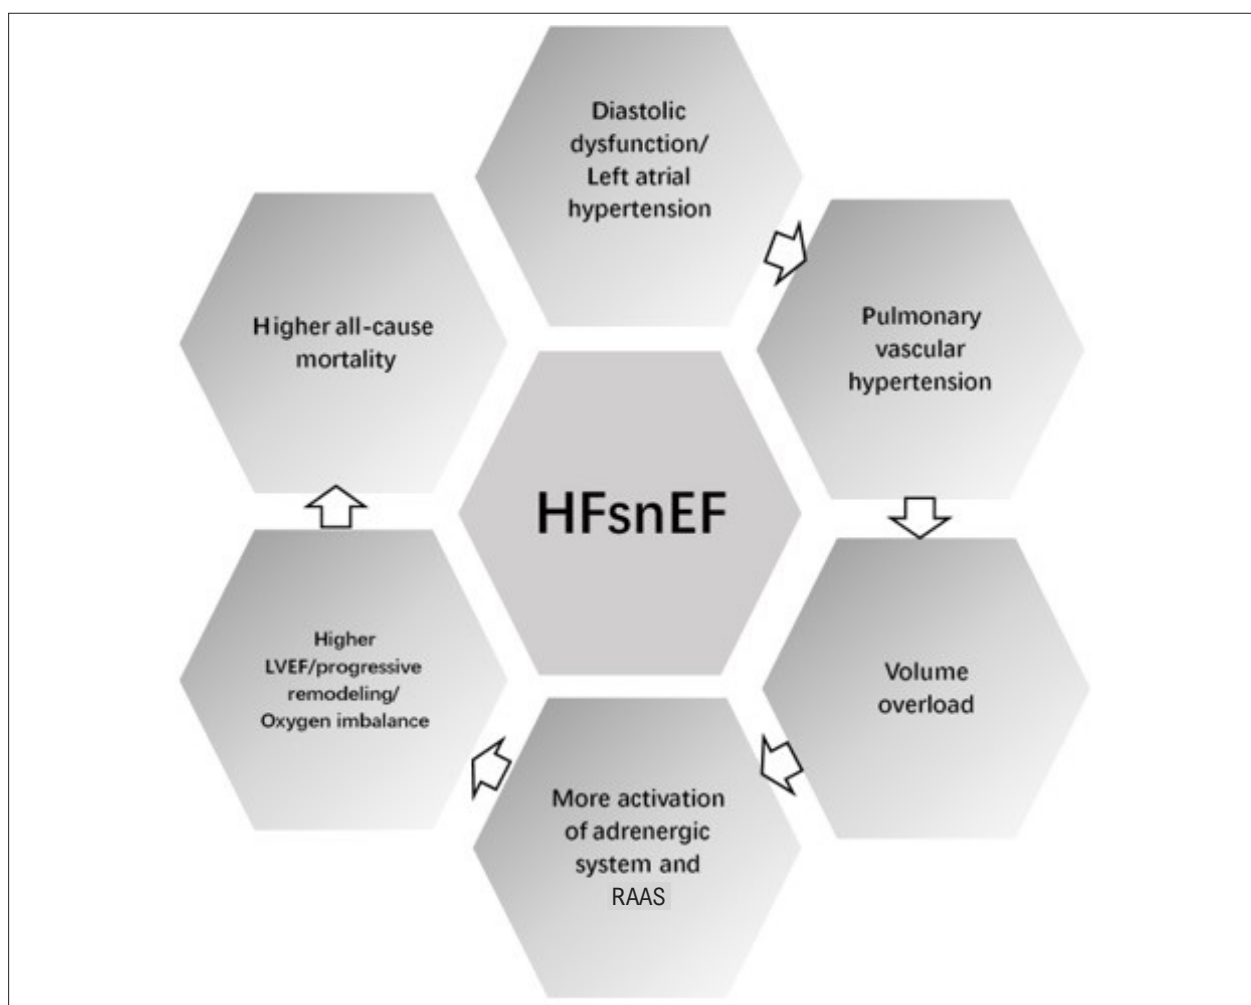 Diastolic
dysfunction/
Left atrial
hypertension
Pulmonary
vascular
hypertension
Volume
overload
More activation
of adrenergic
system and
RAAS
Higher
LVEF/progressive
remodeling/
Oxygen imbalance
Higher all-cause
mortality
HFsnEF